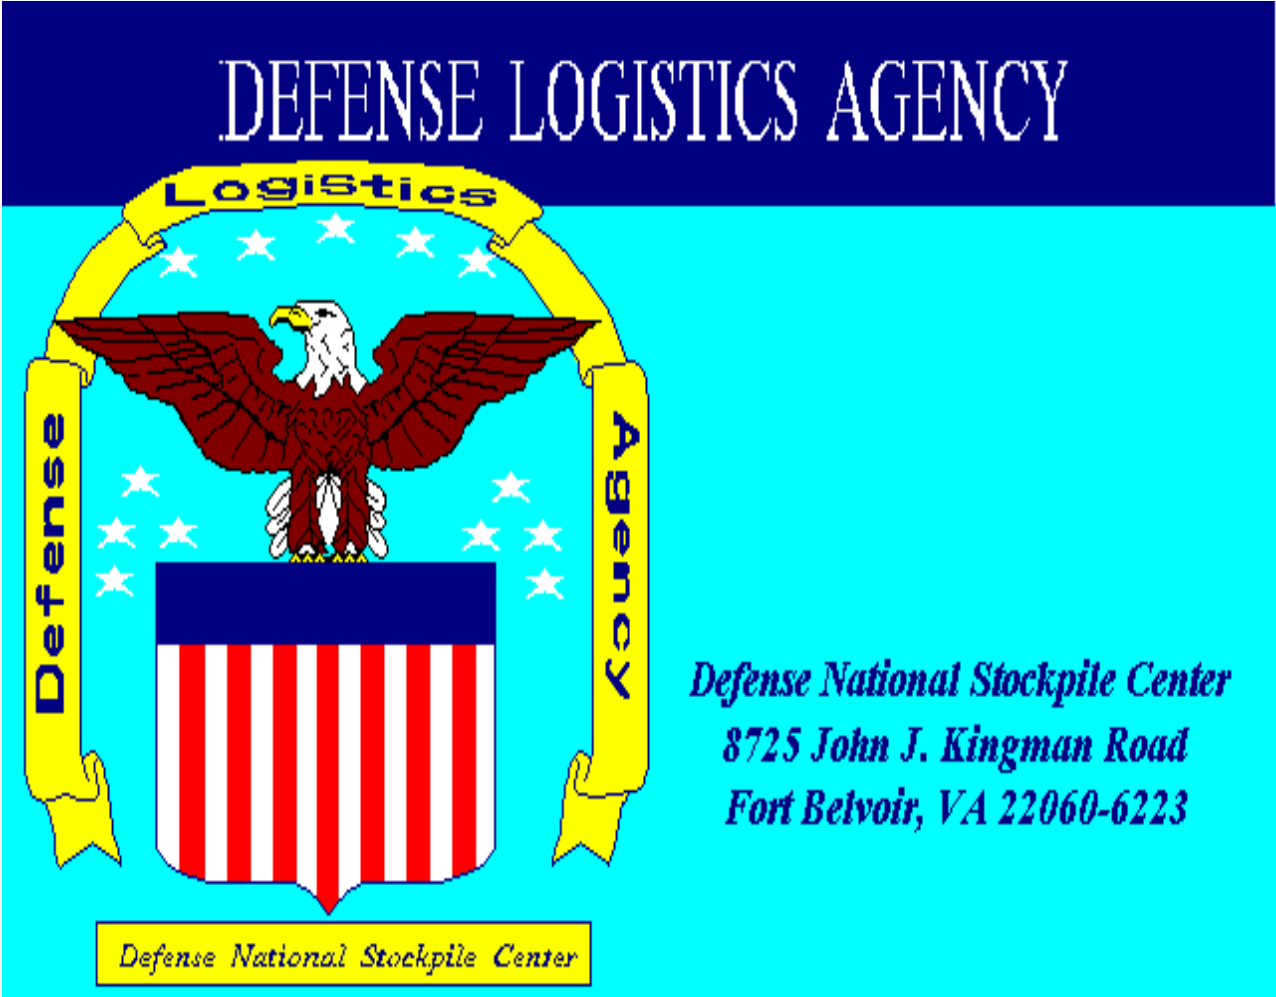 DEFENSE LOGISTICS AGENCY
Logistics
Defense
Agency
Defense National Stockpile Center
8725 John J. Kingman Road
Fort Belvoir, VA 22060-6223
Defense National Stockpile Center